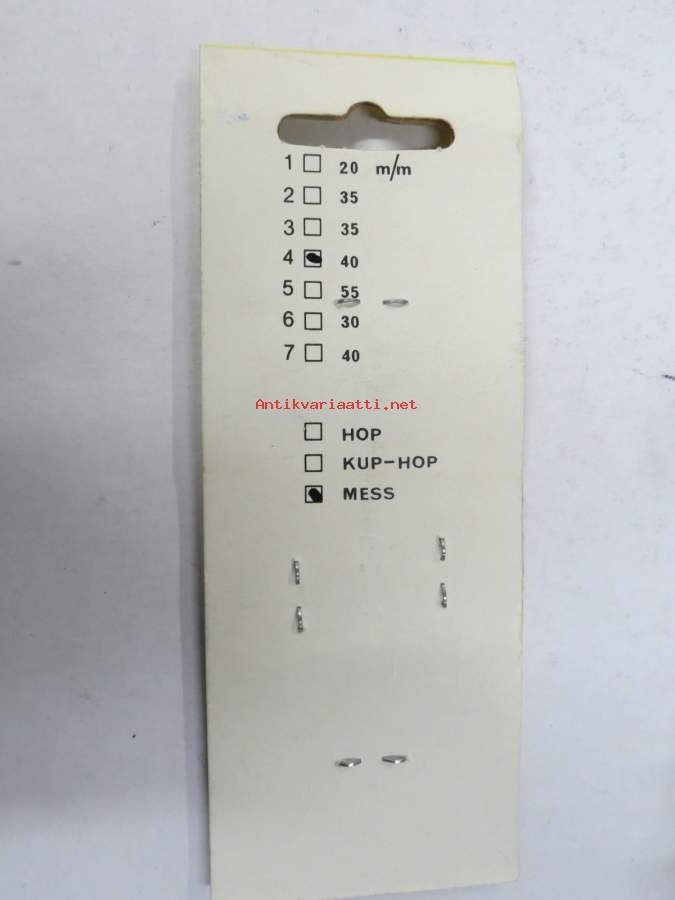 1 20 m/m
2 35
3 35
4 40
5 55
6 30
7 40
Antikvariaatti.net
HOP
KUP-HOP
MESS